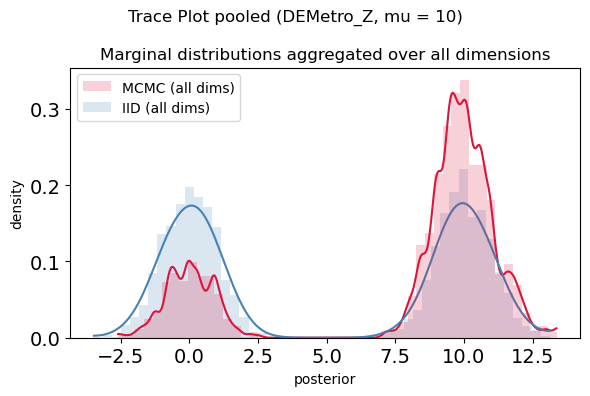 Trace Plot pooled (DEMetro_Z, mu = 10)
Marginal distributions aggregated over all dimensions
MCMC (all dims)
IID (all dims)
density
0.3
0.2
0.1
0.0
−2.5 0.0 2.5 5.0 7.5 10.0 12.5
posterior